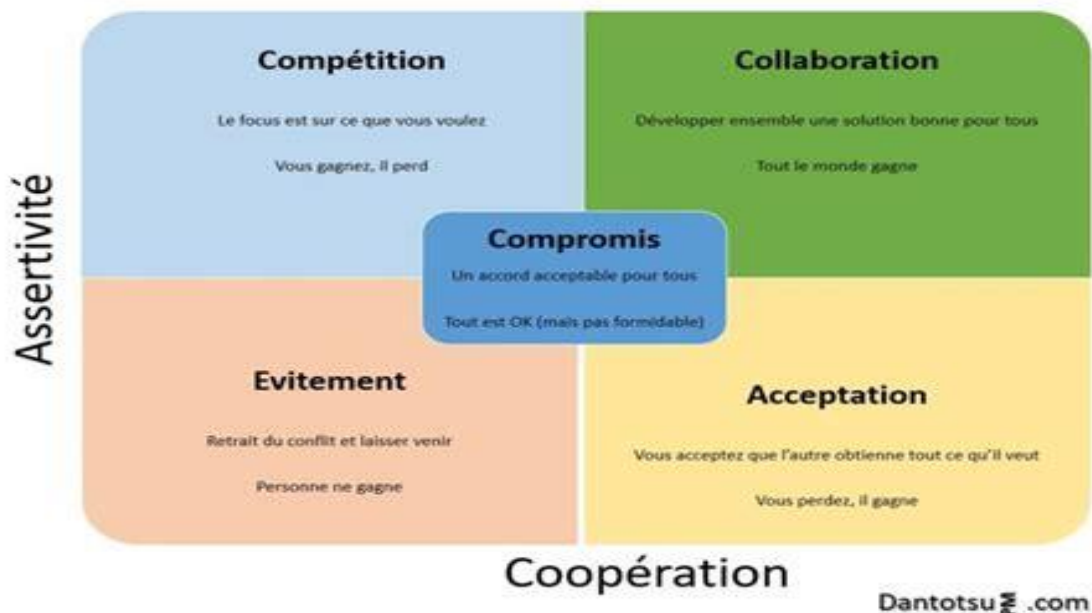 Assertivité
Compétition
Le focus est sur ce que vous voulez
Vous gagnez, il perd
Collaboration
Développer ensemble une solution bonne pour tous
Tout le monde gagne
Compromis
Un accord acceptable pour tous
Tout est OK (mais pas formidable)
Evitement
Retrait du conflit et laisser venir
Personne ne gagne
Acceptation
Vous acceptez que l'autre obtienne tout ce qu'il veut
Vous perdez, il gagne
Coopération
DantotsuPM.com